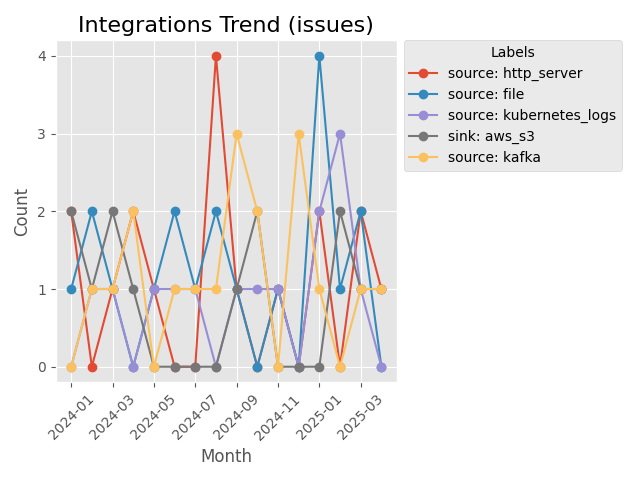 Integrations Trend (issues)
Labels
source: http_server
source: file
source: kubernetes_logs
sink: aws_s3
source: kafka
Count
4
3
2
1
0
2024-01
2024-03
2024-05
2024-07
2024-09
2024-11
2025-01
2025-03
Month